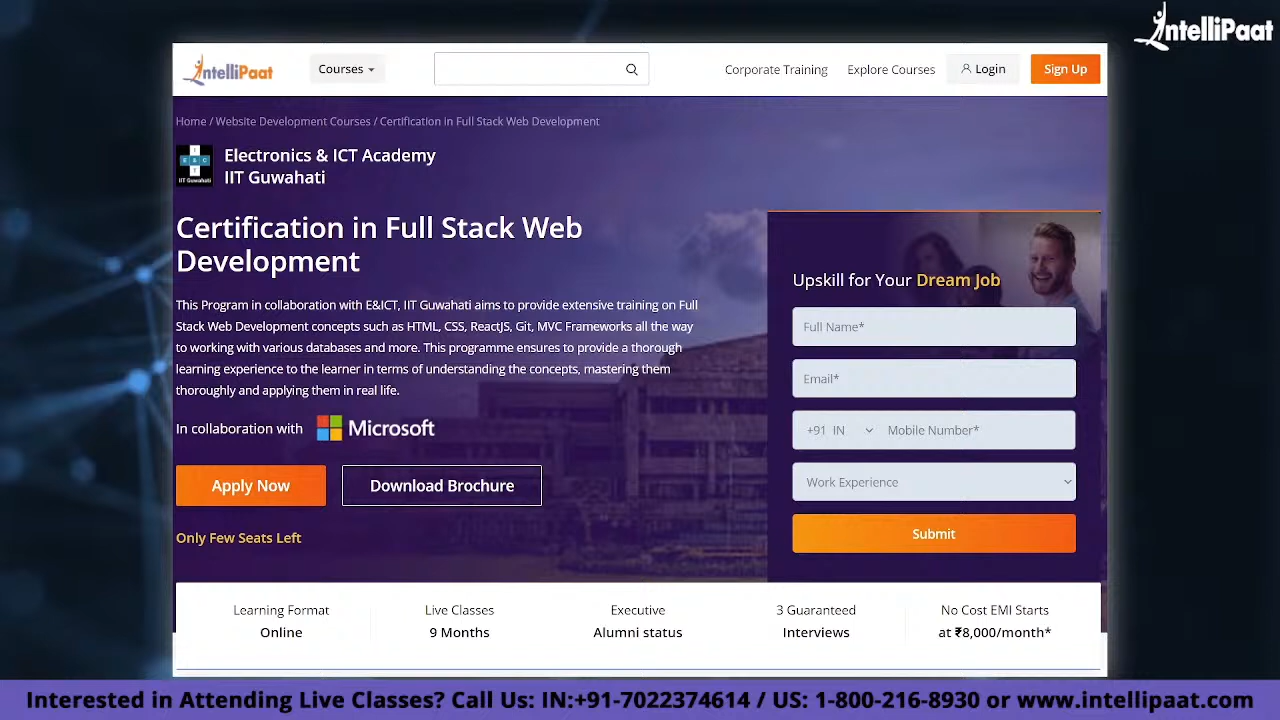 IntelliPaat
IntelliPaat
Courses
Corporate Training
Explore Courses
Login
Sign Up
Home / Website Development Courses / Certification in Full Stack Web Development
E & C
IIT Guwahati
Electronics & ICT Academy
IIT Guwahati
Certification in Full Stack Web
Development
This Program in collaboration with E&ICT, IIT Guwahati aims to provide extensive training on Full
Stack Web Development concepts such as HTML, CSS, ReactJS, Git, MVC Frameworks all the way
to working with various databases and more. This programme ensures to provide a thorough
learning experience to the learner in terms of understanding the concepts, mastering them
thoroughly and applying them in real life.
In collaboration with Microsoft
Apply Now
Download Brochure
Only Few Seats Left
Upskill for Your Dream Job
Full Name*
Email*
+91 IN Mobile Number*
Work Experience
Submit
Learning Format
Online
Live Classes
9 Months
Executive
Alumni status
3 Guaranteed
Interviews
No Cost EMI Starts
at ₹8,000/month*
Interested in Attending Live Classes? Call Us: IN:+91-7022374614 / US: 1-800-216-8930 or www.intellipaat.com